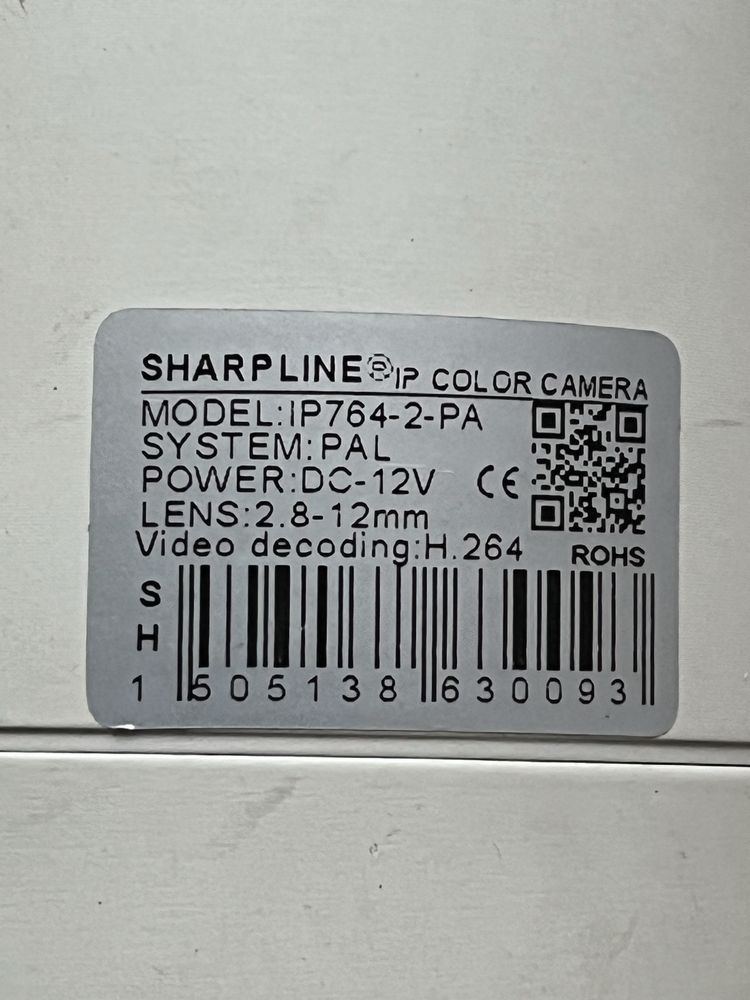 SHARPLINE® IP COLOR CAMERA
MODEL:IP764-2-PA
SYSTEM:PAL
POWER:DC-12V CE
LENS:2.8-12mm
Video decoding:H.264 ROHS
S
H
1 505138 630093